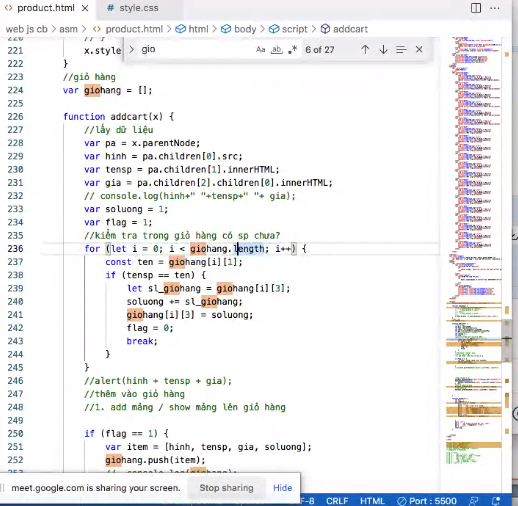 product.html ×
# style.css
web js cb > asm > product.html > html > body > script > addcart
gio
Aa ab 6 of 27
221 x.style
222 }
223 //giỏ hàng
224 var giohang = [];
225
226 function addcart(x) {
227 //lấy dữ liệu
228 var pa = x.parentNode;
229 var hinh = pa.children[0].src;
230 var tensp = pa.children[1].innerHTML;
231 var gia = pa.children[2].children[0].innerHTML;
232 // console.log(hinh+" "+tensp+" "+ gia);
233 var soluong = 1;
234 var flag = 1;
235 //kiểm tra trong giỏ hàng có sp chưa?
236 for (let i = 0; i < giohang.length; i++) {
237 const ten = giohang[i][1];
238 if (tensp == ten) {
239 let sl_giohang = giohang[i][3];
240 soluong += sl_giohang;
241 giohang[i][3] = soluong;
242 flag = 0;
243 break;
244 }
245 }
246 //alert(hinh + tensp + gia);
247 //thêm vào giỏ hàng
248 //1. add mảng / show mảng lên giỏ hàng
249
250 if (flag == 1) {
251 var item = [hinh, tensp, gia, soluong];
252 giohang.push(item);
meet.google.com is sharing your screen. Stop sharing Hide
F-8 CRLF HTML Port : 5500